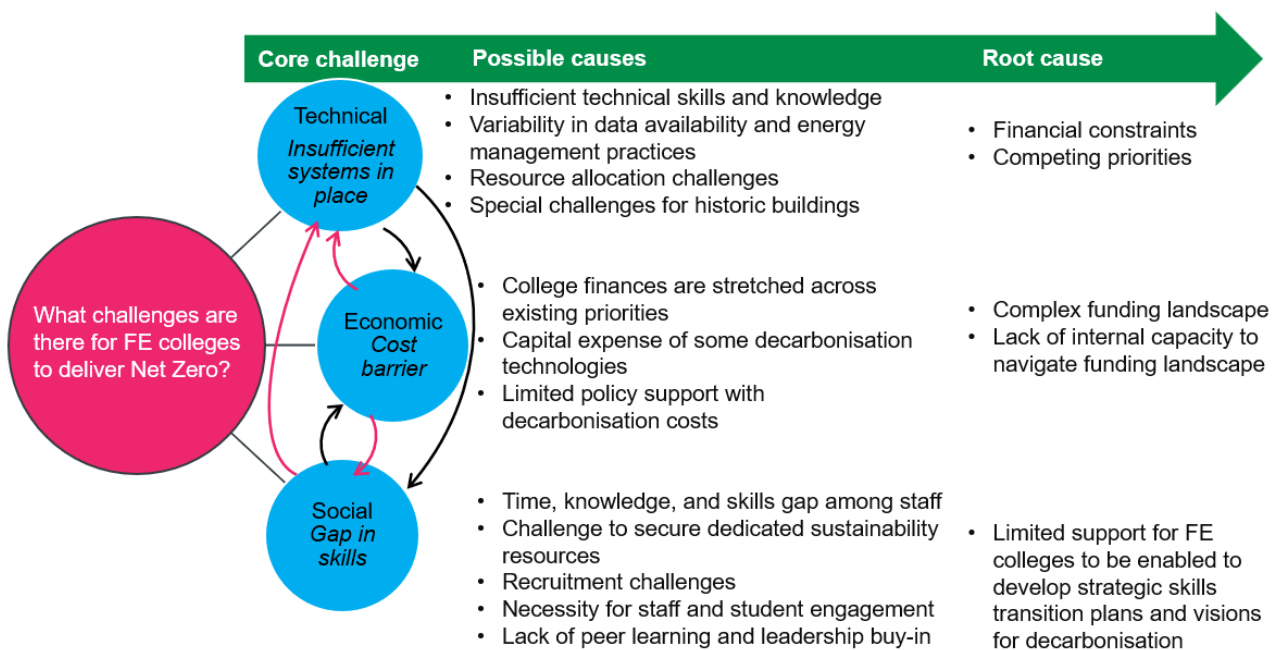 Core challenge
Possible causes
Root cause
What challenges are
there for FE colleges
to deliver Net Zero?
Technical
Insufficient
systems in
place
• Insufficient technical skills and knowledge
• Variability in data availability and energy
management practices
• Resource allocation challenges
• Special challenges for historic buildings
• Financial constraints
• Competing priorities
Economic
Cost
barrier
• College finances are stretched across
existing priorities
• Capital expense of some decarbonisation
technologies
• Limited policy support with
decarbonisation costs
• Complex funding landscape
• Lack of internal capacity to
navigate funding landscape
Social
Gap in
skills
• Time, knowledge, and skills gap among staff
• Challenge to secure dedicated sustainability
resources
• Recruitment challenges
• Necessity for staff and student engagement
• Lack of peer learning and leadership buy-in
• Limited support for FE
colleges to be enabled to
develop strategic skills
transition plans and visions
for decarbonisation